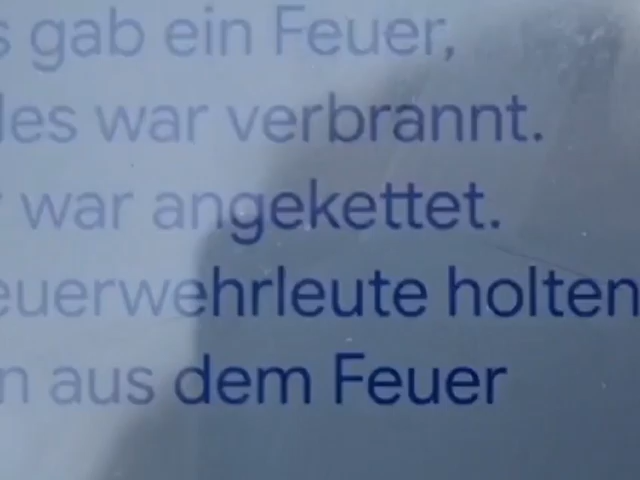 s gab ein Feuer,
les war verbrannt.
r war angekettet.
euerwehrleute holten
n aus dem Feuer